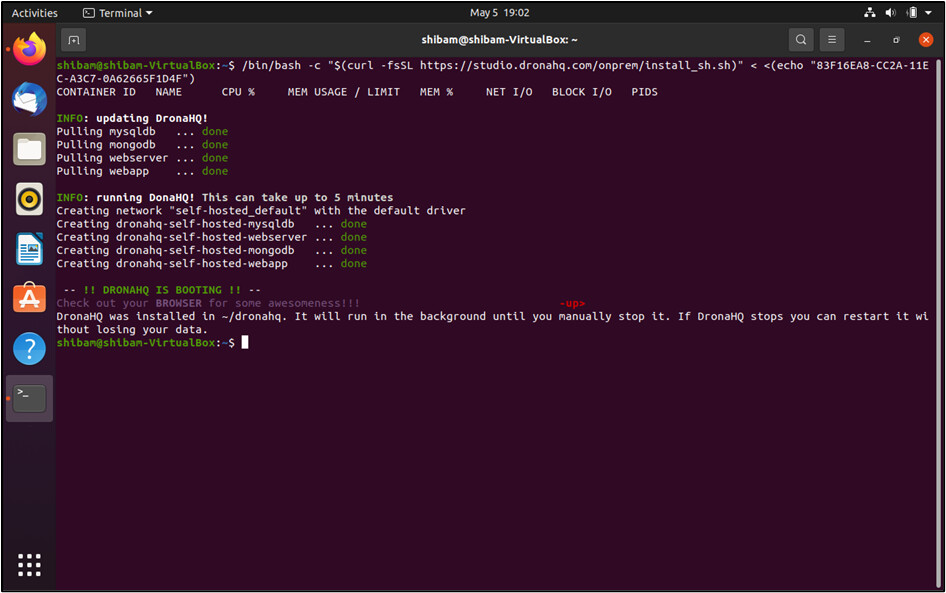 Activities Terminal May 5 19:02
shibam@shibam-VirtualBox: ~
shibam@shibam-VirtualBox:~$ /bin/bash -c "$(curl -fsSL https://studio.dronahq.com/onprem/install_sh.sh)" < <(echo "83F16EA8-CC2A-11E
C-A3C7-0A62665F1D4F")
CONTAINER ID   NAME      CPU %     MEM USAGE / LIMIT   MEM %     NET I/O   BLOCK I/O   PIDS
INFO: updating DronaHQ!
Pulling mysqldb   ... done
Pulling mongodb   ... done
Pulling webserver ... done
Pulling webapp    ... done
INFO: running DonaHQ! This can take up to 5 minutes
Creating network "self-hosted_default" with the default driver
Creating dronahq-self-hosted-mysqldb   ... done
Creating dronahq-self-hosted-webserver ... done
Creating dronahq-self-hosted-mongodb   ... done
Creating dronahq-self-hosted-webapp    ... done
-- !! DRONAHQ IS BOOTING !! --
Check out your BROWSER for some awesomeness!!! -up>
DronaHQ was installed in ~/dronahq. It will run in the background until you manually stop it. If DronaHQ stops you can restart it wi
thout losing your data.
shibam@shibam-VirtualBox:~$